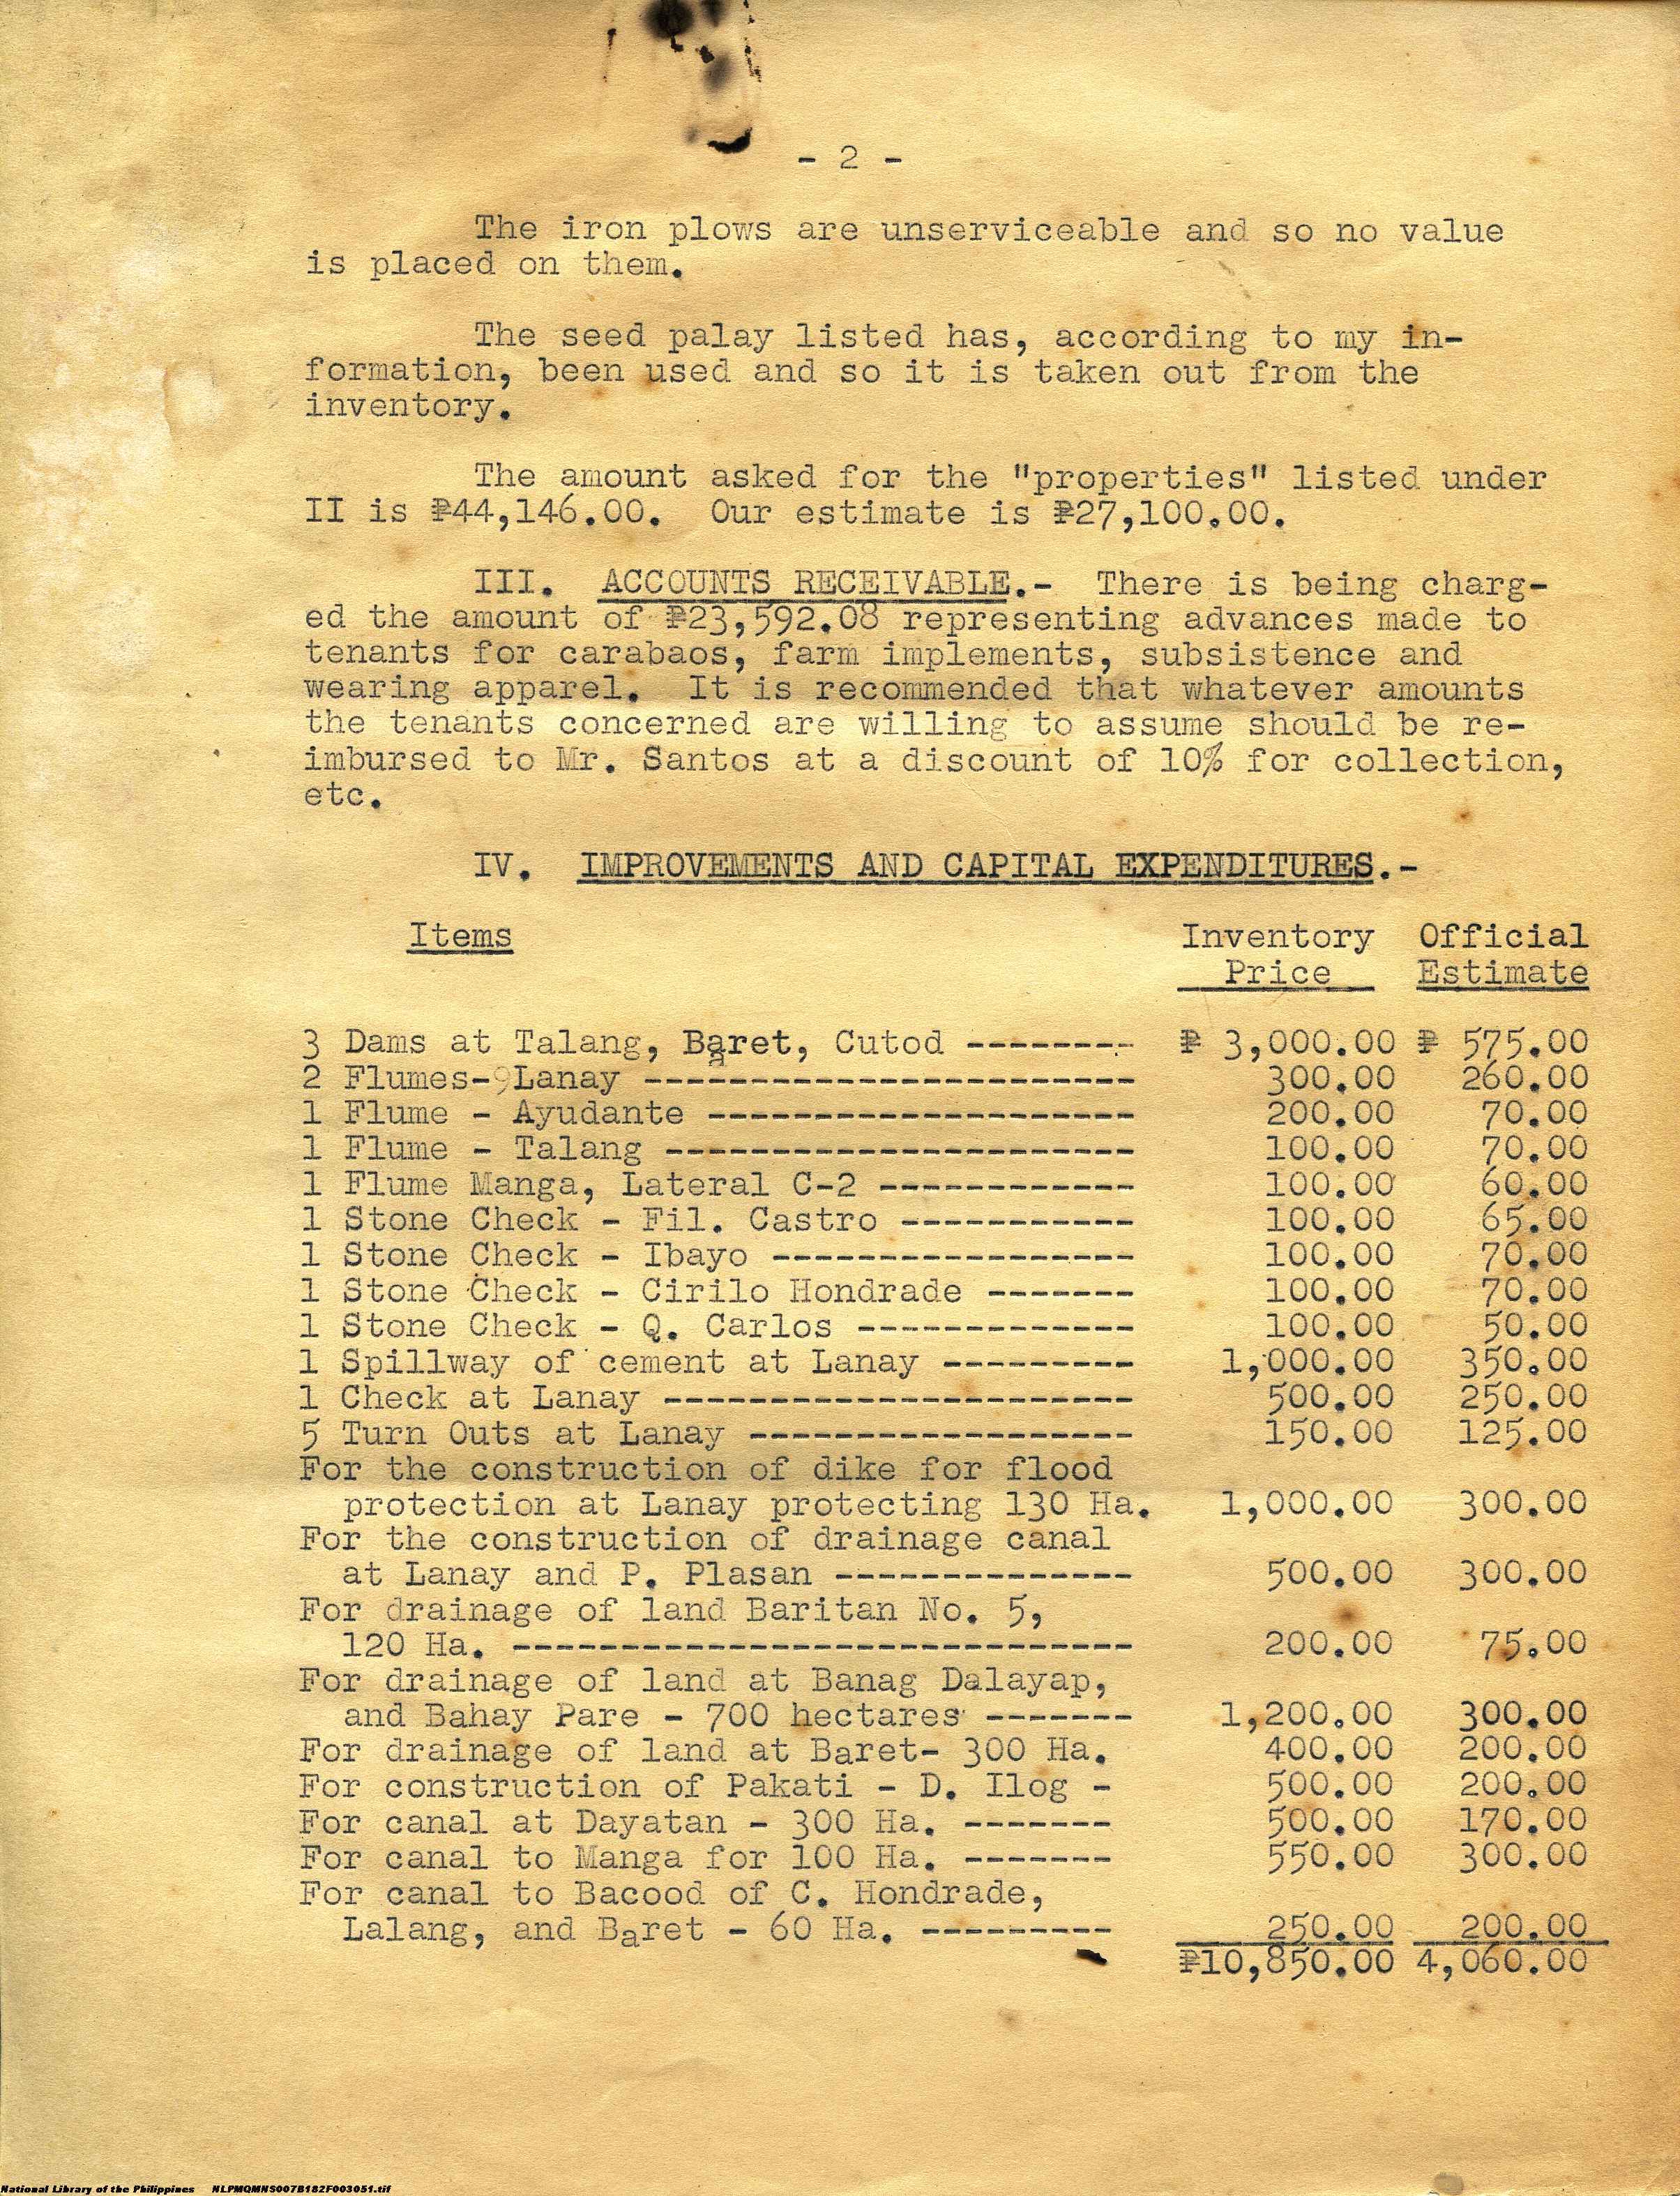 - 2 -
The iron plows are unserviceable and so no value
is placed on them.
The seed palay listed has, according to my in-
formation, been used and so it is taken out from the
inventory.
The amount asked for the "properties" listed under
II is ₱44,146.00. Our estimate is ₱27,100.00.
III. ACCOUNTS RECEIVABLE.- There is being charg-
ed the amount of ₱23,592.08 representing advances made to
tenants for carabaos, farm implements, subsistence and
wearing apparel. It is recommended that whatever amounts
the tenants concerned are willing to assume should be re-
imbursed to Mr. Santos at a discount of 10% for collection,
etc.
IV. IMPROVEMENTS AND CAPITAL EXPENDITURES.-
Items Inventory Official
Price Estimate
3 Dams at Talang, Baret, Cutod -------- ₱ 3,000.00 ₱ 575.00
2 Flumes- Lanay ----------------------- 300.00 260.00
1 Flume - Ayudante -------------------- 200.00 70.00
1 Flume - Talang ---------------------- 100.00 70.00
1 Flume Manga, Lateral C-2 ------------ 100.00 60.00
1 Stone Check - Fil. Castro ----------- 100.00 65.00
1 Stone Check - Ibayo ----------------- 100.00 70.00
1 Stone Check - Cirilo Hondrade ------- 100.00 70.00
1 Stone Check - Q. Carlos ------------- 100.00 50.00
1 Spillway of cement at Lanay --------- 1,000.00 350.00
1 Check at Lanay ---------------------- 500.00 250.00
5 Turn Outs at Lanay ------------------ 150.00 125.00
For the construction of dike for flood
protection at Lanay protecting 130 Ha. 1,000.00 300.00
For the construction of drainage canal
at Lanay and P. Plasan -------------- 500.00 300.00
For drainage of land Baritan No. 5,
120 Ha. ----------------------------- 200.00 75.00
For drainage of land at Banag Dalayap,
and Bahay Pare - 700 hectares ------- 1,200.00 300.00
For drainage of land at Baret- 300 Ha. 400.00 200.00
For construction of Pakati - D. Ilog - 500.00 200.00
For canal at Dayatan - 300 Ha. ------- 500.00 170.00
For canal to Manga for 100 Ha. ------- 550.00 300.00
For canal to Bacood of C. Hondrade,
Lalang, and Baret - 60 Ha. --------- 250.00 200.00
₱10,850.00 4,060.00
National Library of the Philippines NLPMQMNS007B182F003051.tif